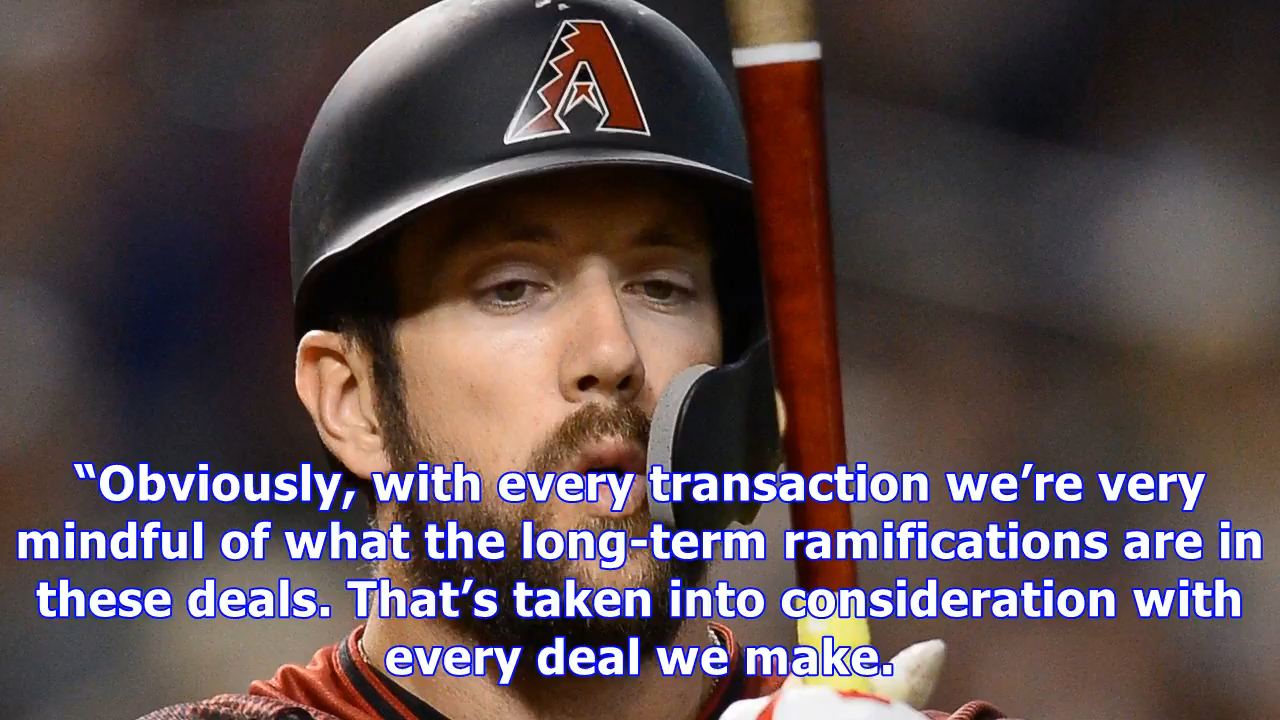 “Obviously, with every transaction we’re very
mindful of what the long-term ramifications are in
these deals. That’s taken into consideration with
every deal we make.